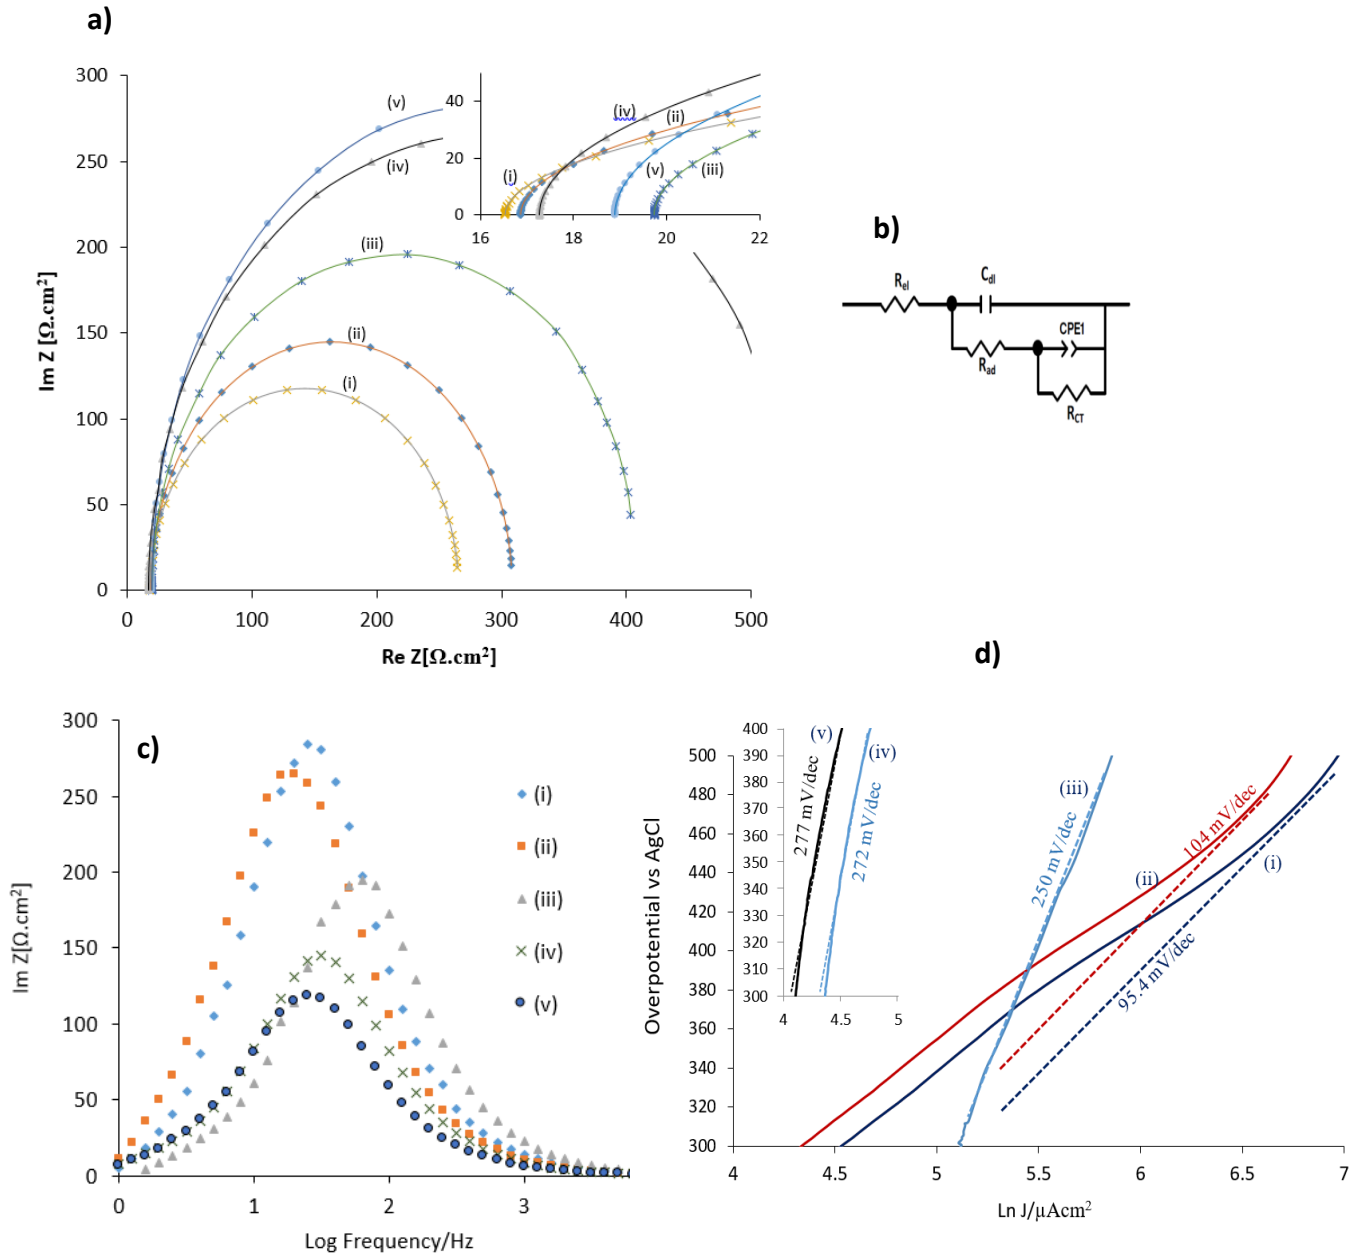 a)
300
250
200
150
100
50
0
Im Z [Ω.cm²]
0 100 200 300 400 500
Re Z[Ω.cm²]
(v)
(iv)
(iii)
(ii)
(i)
40
20
0
16 18 20 22
(iv)
(ii)
(i)
(v)
(iii)
b)
Rel
Cdl
CPE1
Rad
RCT
c)
300
250
200
150
100
50
0
Im Z[Ω.cm²]
0 1 2 3
Log Frequency/Hz
(i)
(ii)
(iii)
(iv)
(v)
d)
500
480
460
440
420
400
380
360
340
320
300
Overpotential vs AgCl
4 4.5 5 5.5 6 6.5 7
Ln J/µAcm²
400
390
380
370
360
350
340
330
320
310
300
4 4.5 5
(v)
(iv)
277 mV/dec
272 mV/dec
(iii)
250 mV/dec
104 mV/dec
(ii)
(i)
95.4 mV/dec